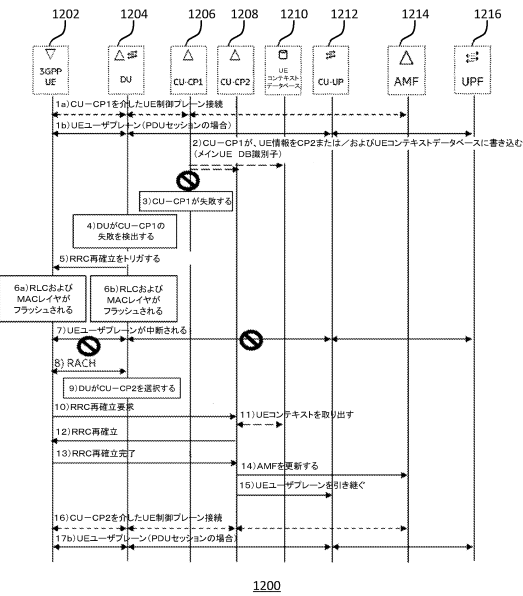 1202 1204 1206 1208 1210 1212 1214 1216
3GPP
UE
DU
CU-CP1
CU-CP2
UE
コンテキスト
データベース
CU-UP
AMF
UPF
1a)CU-CP1を介したUE制御プレーン接続
1b)UEユーザプレーン(PDUセッションの場合)
2)CU-CP1が、UE情報をCP2または/およびUEコンテキストデータベースに書き込む
(メインUE DB識別子)
3)CU-CP1が失敗する
4)DUがCU-CP1の
失敗を検出する
5)RRC再確立をトリガする
6a)RLCおよび
MACレイヤが
フラッシュされる
6b)RLCおよび
MACレイヤが
フラッシュされる
7)UEユーザプレーンが中断される
8)RACH
9)DUがCU-CP2を選択する
10)RRC再確立要求
11)UEコンテキストを取り出す
12)RRC再確立
13)RRC再確立完了
14)AMFを更新する
15)UEユーザプレーンを引き継ぐ
16)CU-CP2を介したUE制御プレーン接続
17b)UEユーザプレーン(PDUセッションの場合)
1200